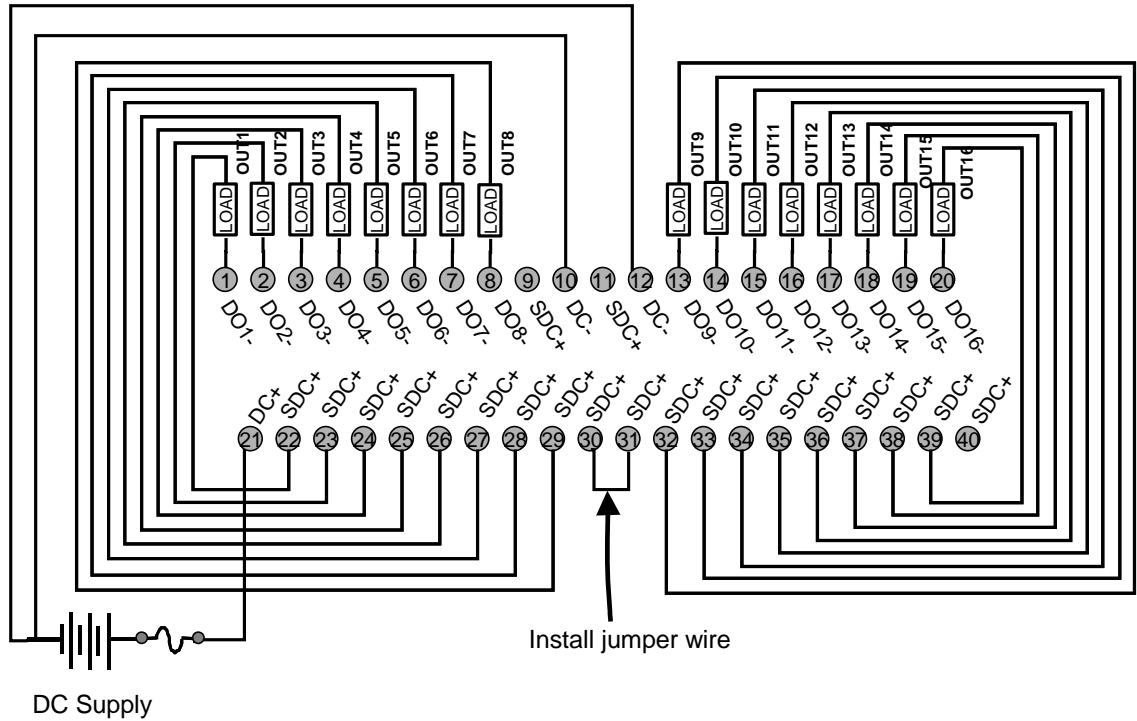 OUT1 OUT2 OUT3 OUT4 OUT5 OUT6 OUT7 OUT8 OUT9 OUT10 OUT11 OUT12 OUT13 OUT14 OUT15 OUT16
LOAD LOAD LOAD LOAD LOAD LOAD LOAD LOAD LOAD LOAD LOAD LOAD LOAD LOAD LOAD LOAD
1 2 3 4 5 6 7 8 9 10 11 12 13 14 15 16 17 18 19 20
DO1- DO2- DO3- DO4- DO5- DO6- DO7- DO8- SDC+ DC- SDC+ DC- DO9- DO10- DO11- DO12- DO13- DO14- DO15- DO16-
DC+ SDC+ SDC+ SDC+ SDC+ SDC+ SDC+ SDC+ SDC+ SDC+ SDC+ SDC+ SDC+ SDC+ SDC+ SDC+ SDC+ SDC+ SDC+ SDC+
21 22 23 24 25 26 27 28 29 30 31 32 33 34 35 36 37 38 39 40
Install jumper wire
DC Supply